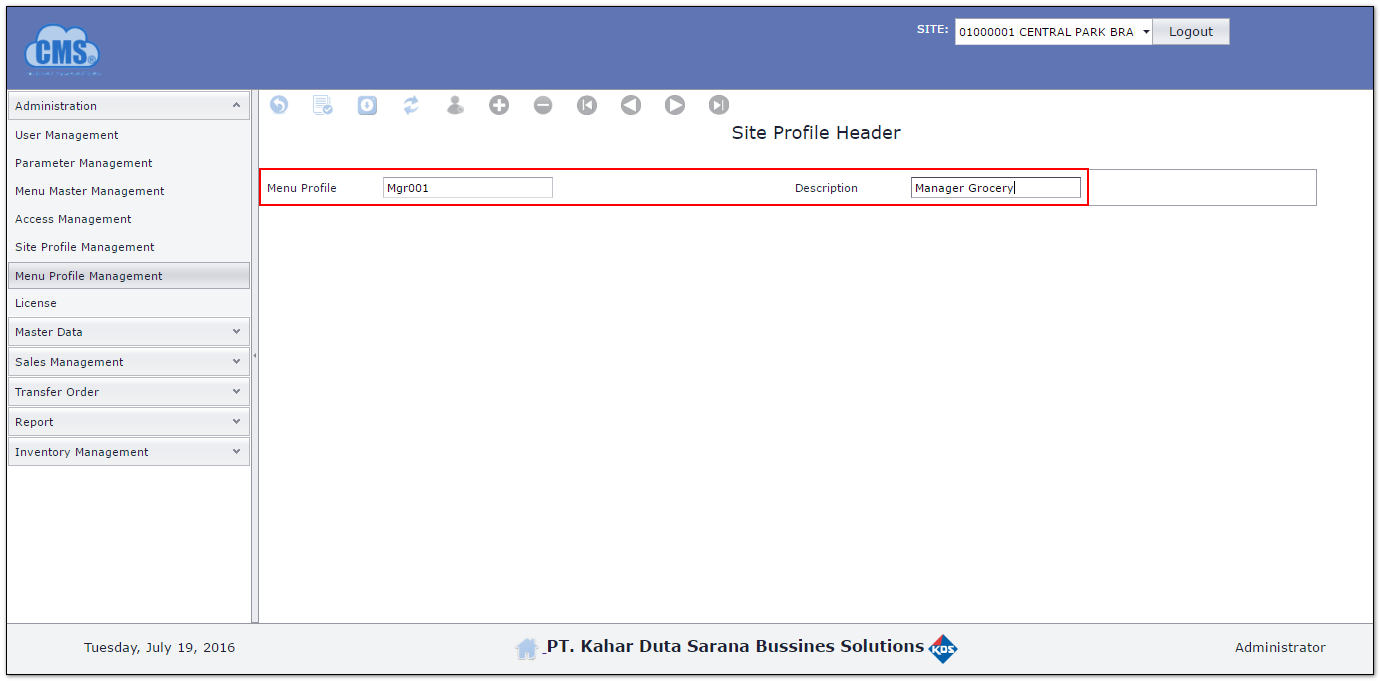 CMS
SITE: 01000001 CENTRAL PARK BRA Logout
Administration
User Management
Parameter Management
Menu Master Management
Access Management
Site Profile Management
Menu Profile Management
License
Master Data
Sales Management
Transfer Order
Report
Inventory Management
Site Profile Header
Menu Profile Mgr001 Description Manager Grocery
Tuesday, July 19, 2016
PT. Kahar Duta Sarana Bussines Solutions KDS
Administrator